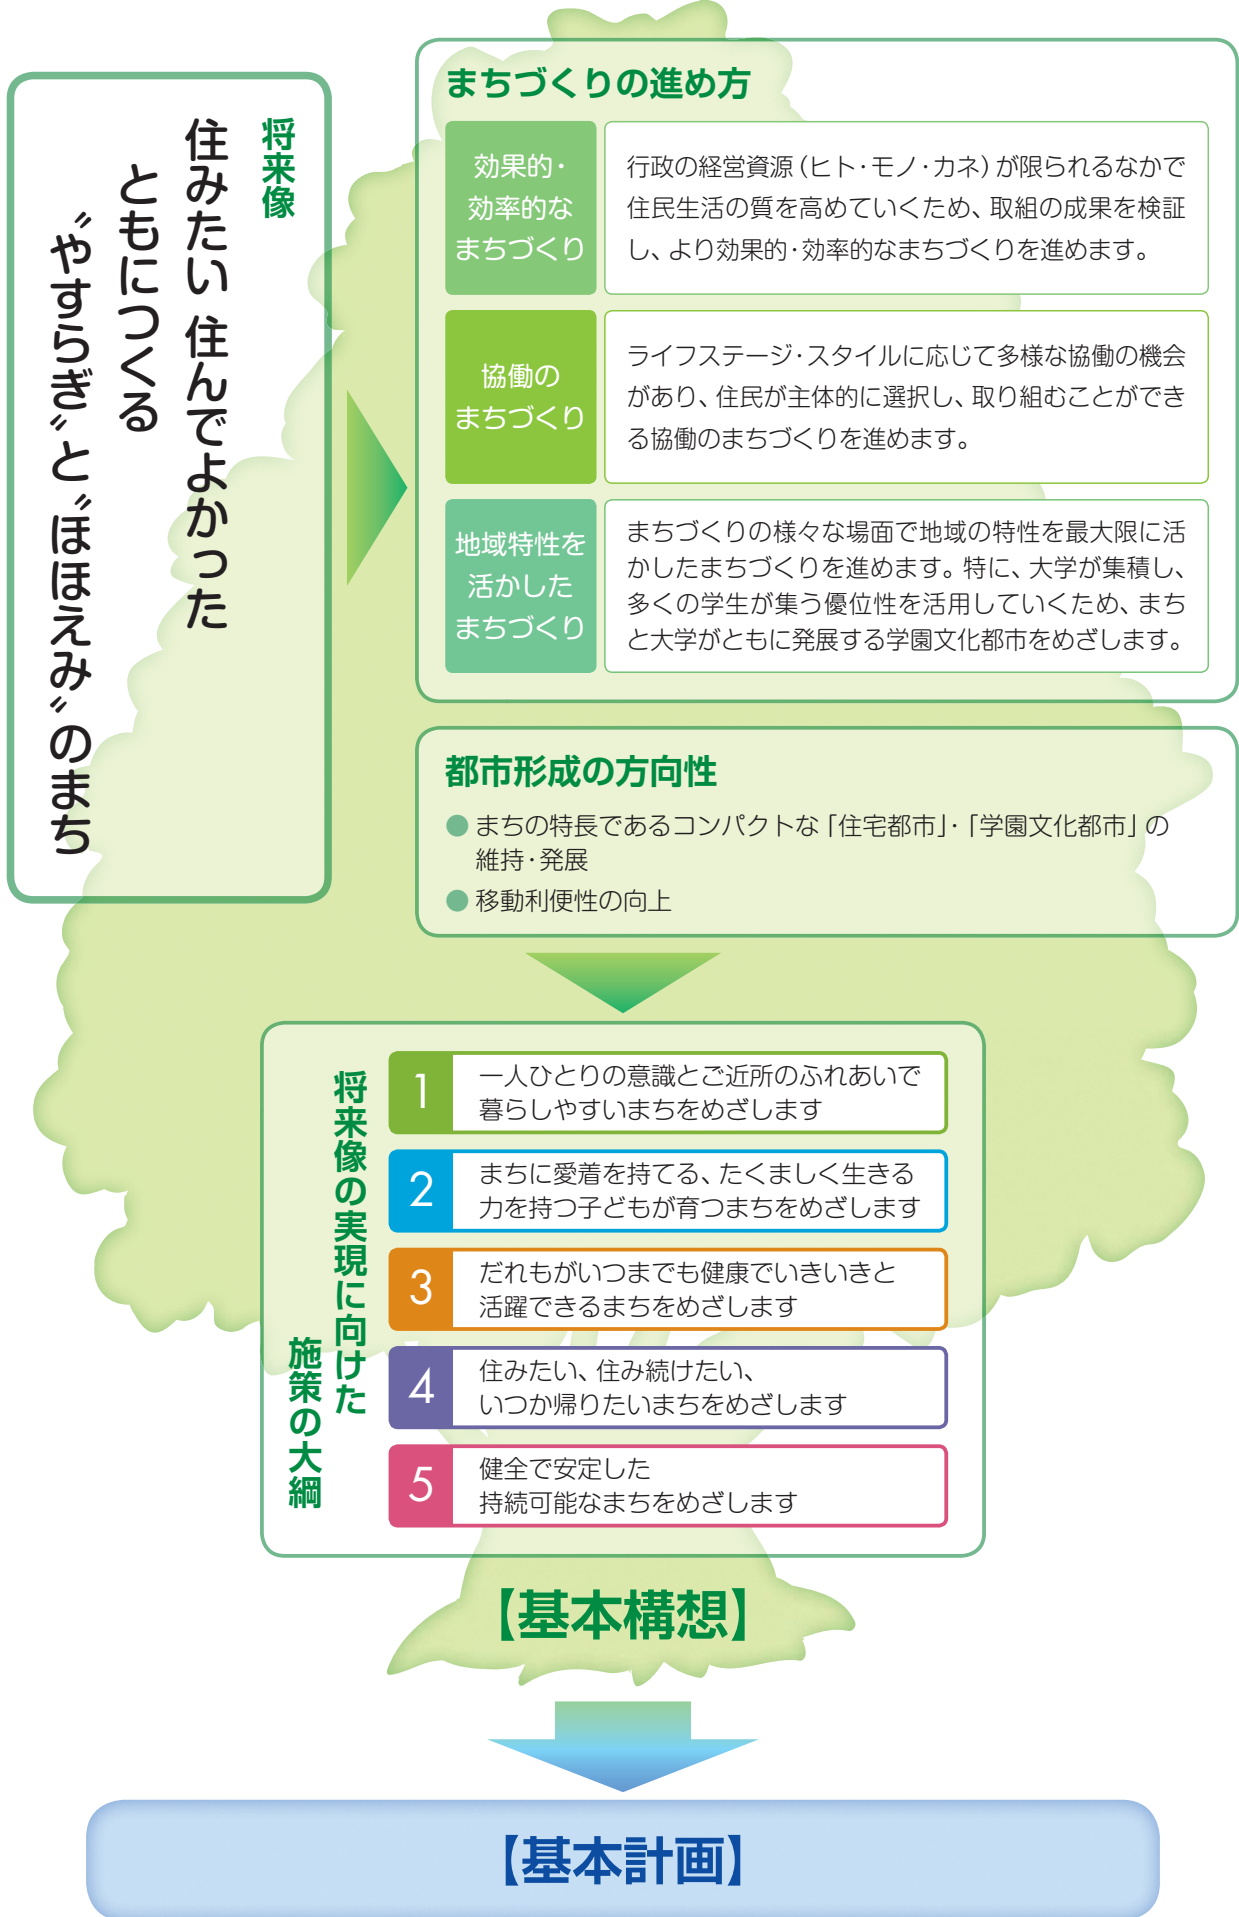 将来像
住みたい 住んでよかった
ともにつくる
〝やすらぎ〟と〝ほほえみ〟のまち
まちづくりの進め方
効果的・
効率的な
まちづくり
行政の経営資源（ヒト・モノ・カネ）が限られるなかで
住民生活の質を高めていくため、取組の成果を検証
し、より効果的・効率的なまちづくりを進めます。
協働の
まちづくり
ライフステージ・スタイルに応じて多様な協働の機会
があり、住民が主体的に選択し、取り組むことができ
る協働のまちづくりを進めます。
地域特性を
活かした
まちづくり
まちづくりの様々な場面で地域の特性を最大限に活
かしたまちづくりを進めます。特に、大学が集積し、
多くの学生が集う優位性を活用していくため、まち
と大学がともに発展する学園文化都市をめざします。
都市形成の方向性
● まちの特長であるコンパクトな「住宅都市」・「学園文化都市」の
維持・発展
● 移動利便性の向上
将来像の実現に向けた
施策の大綱
1
一人ひとりの意識とご近所のふれあいで
暮らしやすいまちをめざします
2
まちに愛着を持てる、たくましく生きる
力を持つ子どもが育つまちをめざします
3
だれもがいつまでも健康でいきいきと
活躍できるまちをめざします
4
住みたい、住み続けたい、
いつか帰りたいまちをめざします
5
健全で安定した
持続可能なまちをめざします
【基本構想】
【基本計画】